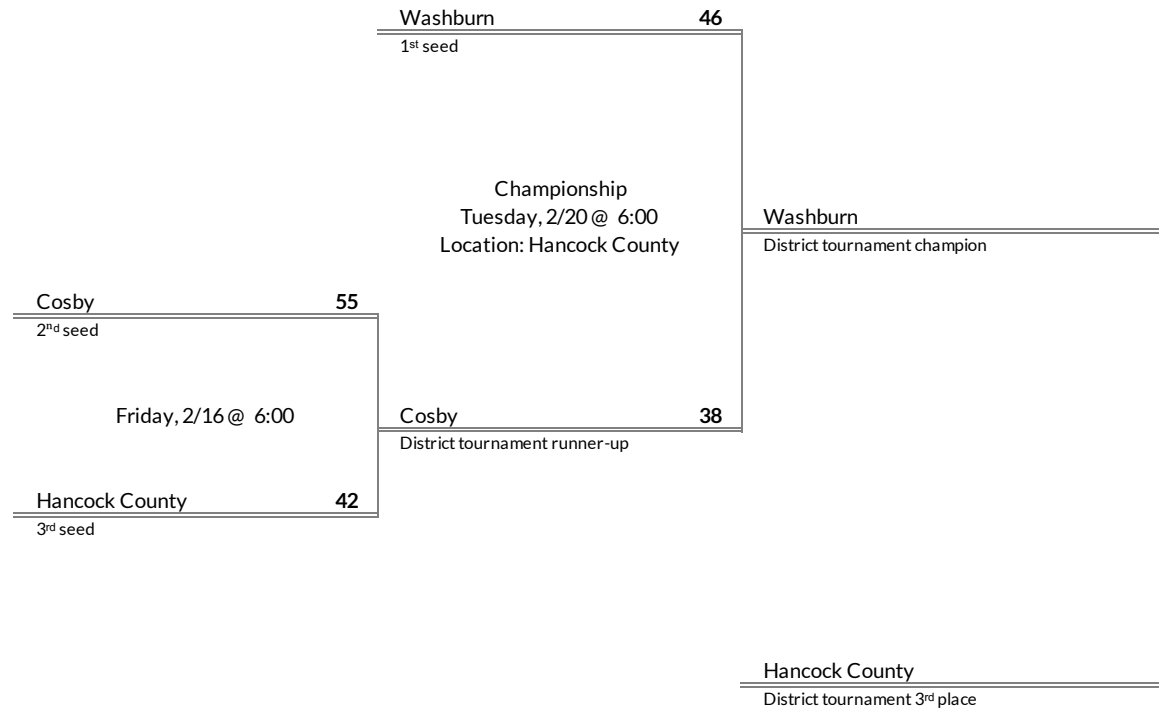 Washburn 46
1st seed
Championship
Tuesday, 2/20 @ 6:00
Location: Hancock County
Washburn
District tournament champion
Cosby 55
2nd seed
Friday, 2/16 @ 6:00
Cosby 38
District tournament runner-up
Hancock County 42
3rd seed
Hancock County
District tournament 3rd place